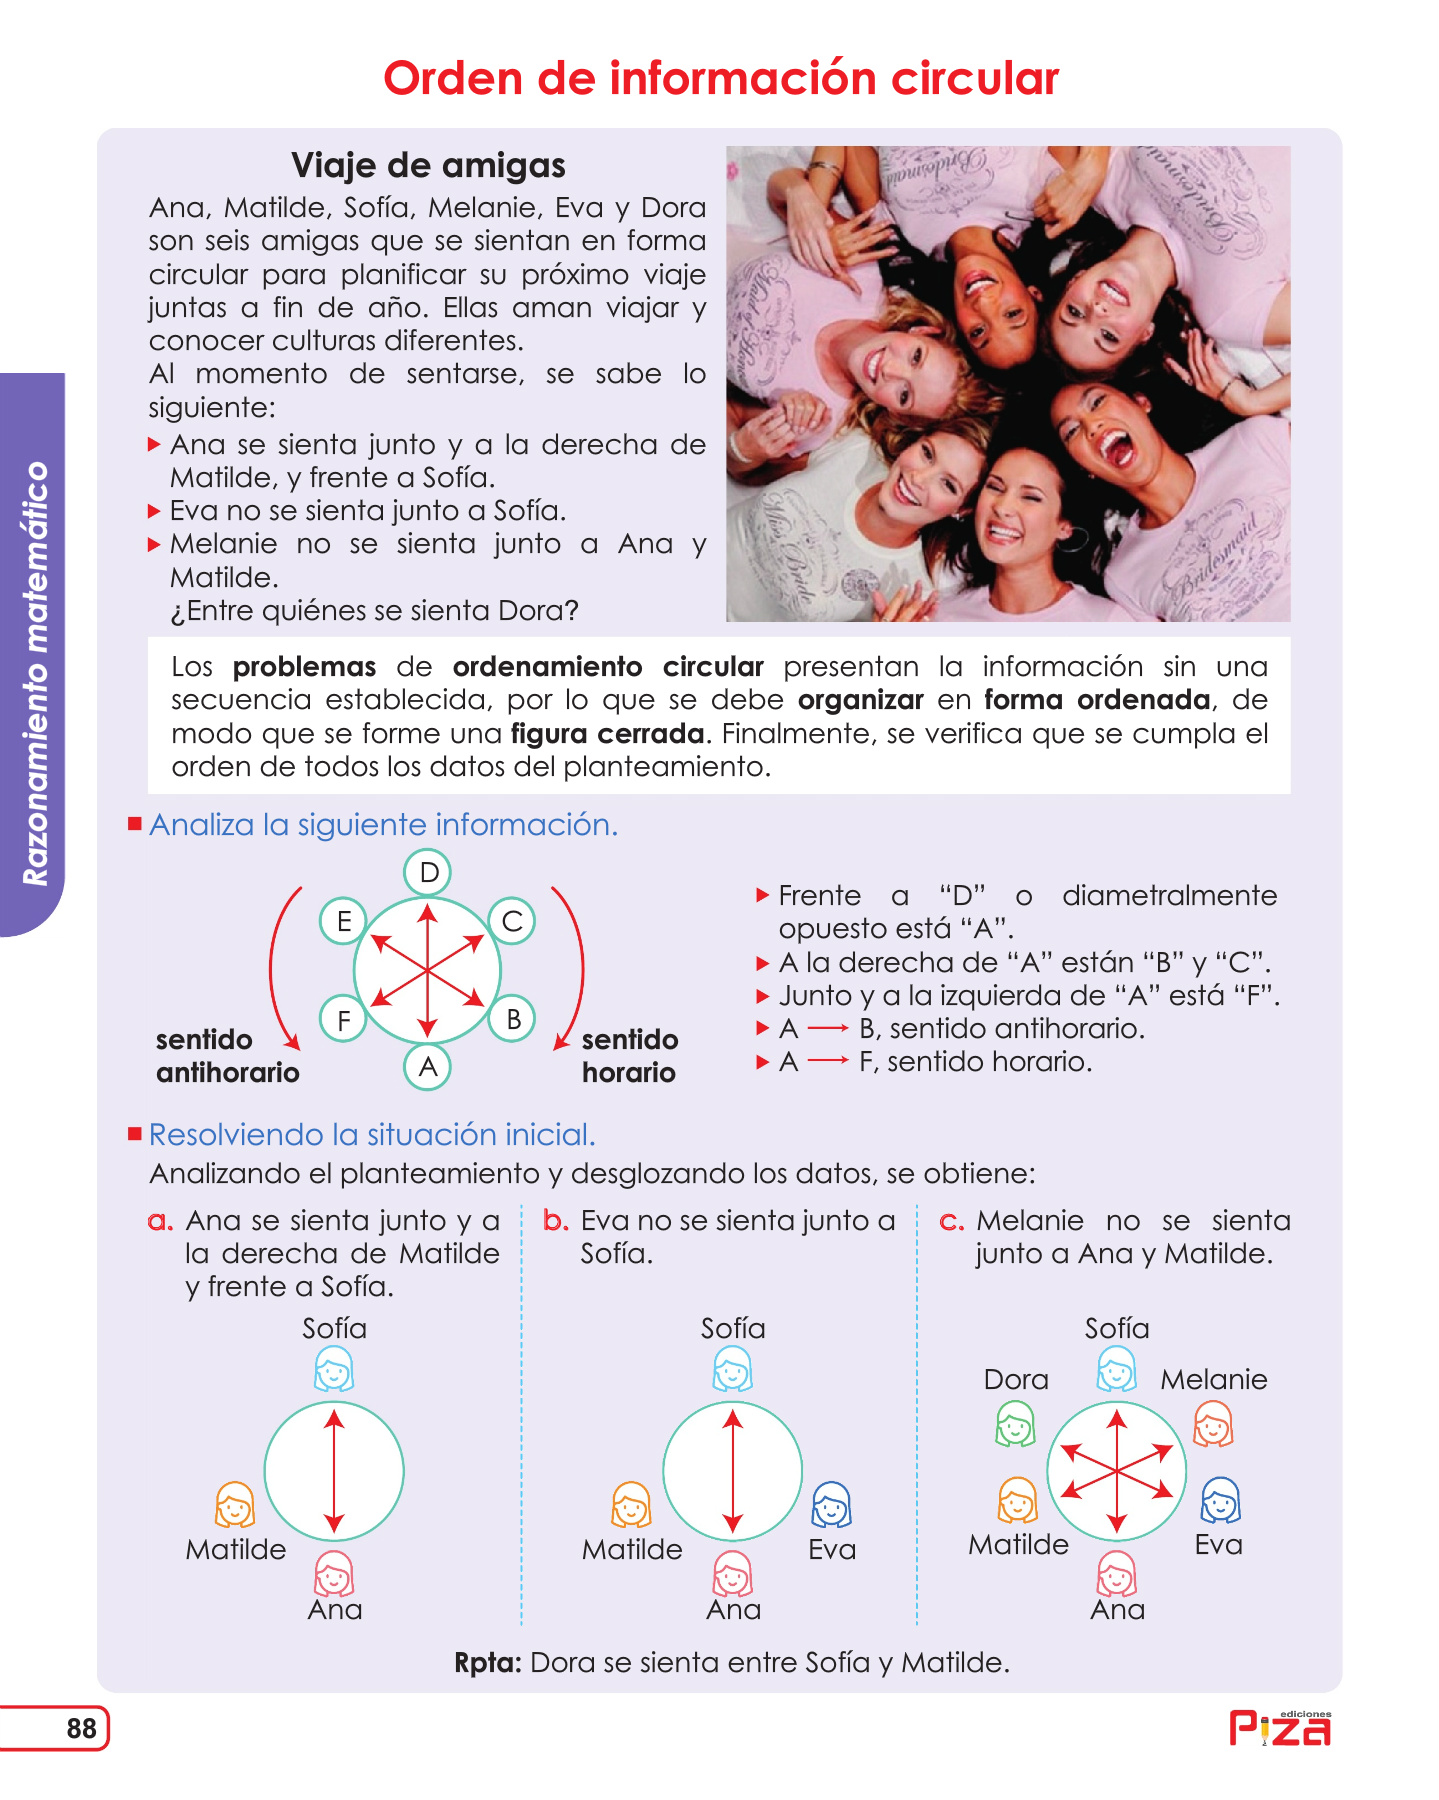 Orden de información circular
Viaje de amigas
Ana, Matilde, Sofía, Melanie, Eva y Dora
son seis amigas que se sientan en forma
circular para planificar su próximo viaje
juntas a fin de año. Ellas aman viajar y
conocer culturas diferentes.
Al momento de sentarse, se sabe lo
siguiente:
Ana se sienta junto y a la derecha de
Matilde, y frente a Sofía.
Eva no se sienta junto a Sofía.
Melanie no se sienta junto a Ana y
Matilde.
¿Entre quiénes se sienta Dora?
Bridesmaid
Bridesmaid
Maid of Honor
Miss Bride
Bridesmaid
Razonamiento matemático
Los problemas de ordenamiento circular presentan la información sin una
secuencia establecida, por lo que se debe organizar en forma ordenada, de
modo que se forme una figura cerrada. Finalmente, se verifica que se cumpla el
orden de todos los datos del planteamiento.
Analiza la siguiente información.
D
E
C
F
B
A
sentido
antihorario
sentido
horario
Frente a “D” o diametralmente
opuesto está “A”.
A la derecha de “A” están “B” y “C”.
Junto y a la izquierda de “A” está “F”.
A → B, sentido antihorario.
A → F, sentido horario.
Resolviendo la situación inicial.
Analizando el planteamiento y desglozando los datos, se obtiene:
a. Ana se sienta junto y a
la derecha de Matilde
y frente a Sofía.
Sofía
Matilde
Ana
b. Eva no se sienta junto a
Sofía.
Sofía
Matilde
Eva
Ana
c. Melanie no se sienta
junto a Ana y Matilde.
Sofía
Dora
Melanie
Matilde
Eva
Ana
Rpta: Dora se sienta entre Sofía y Matilde.
88
ediciones
Piza